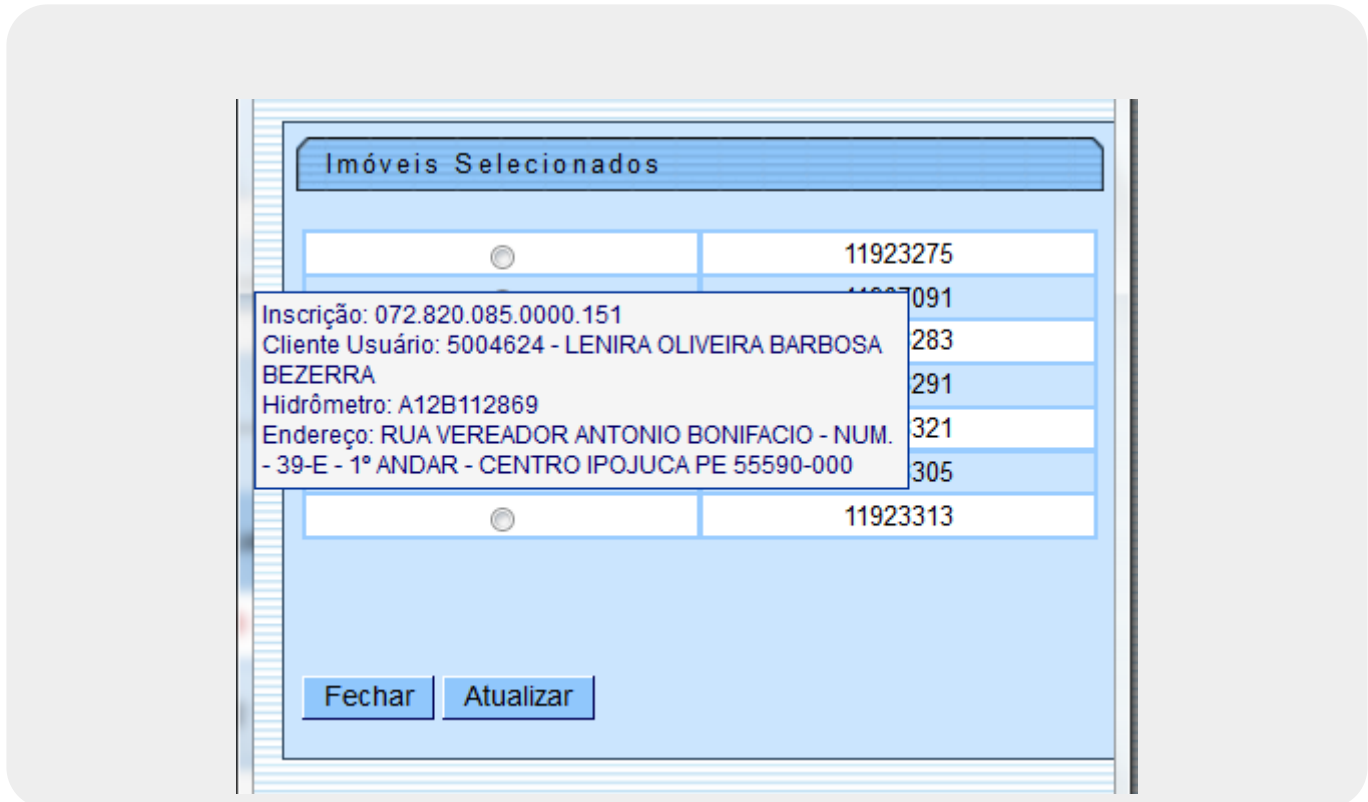 Imóveis Selecionados
11923275
7091
Inscrição: 072.820.085.0000.151
Cliente Usuário: 5004624 - LENIRA OLIVEIRA BARBOSA
BEZERRA
Hidrômetro: A12B112869
Endereço: RUA VEREADOR ANTONIO BONIFACIO - NUM.
- 39-E - 1º ANDAR - CENTRO IPOJUCA PE 55590-000
283
291
321
305
11923313
Fechar
Atualizar